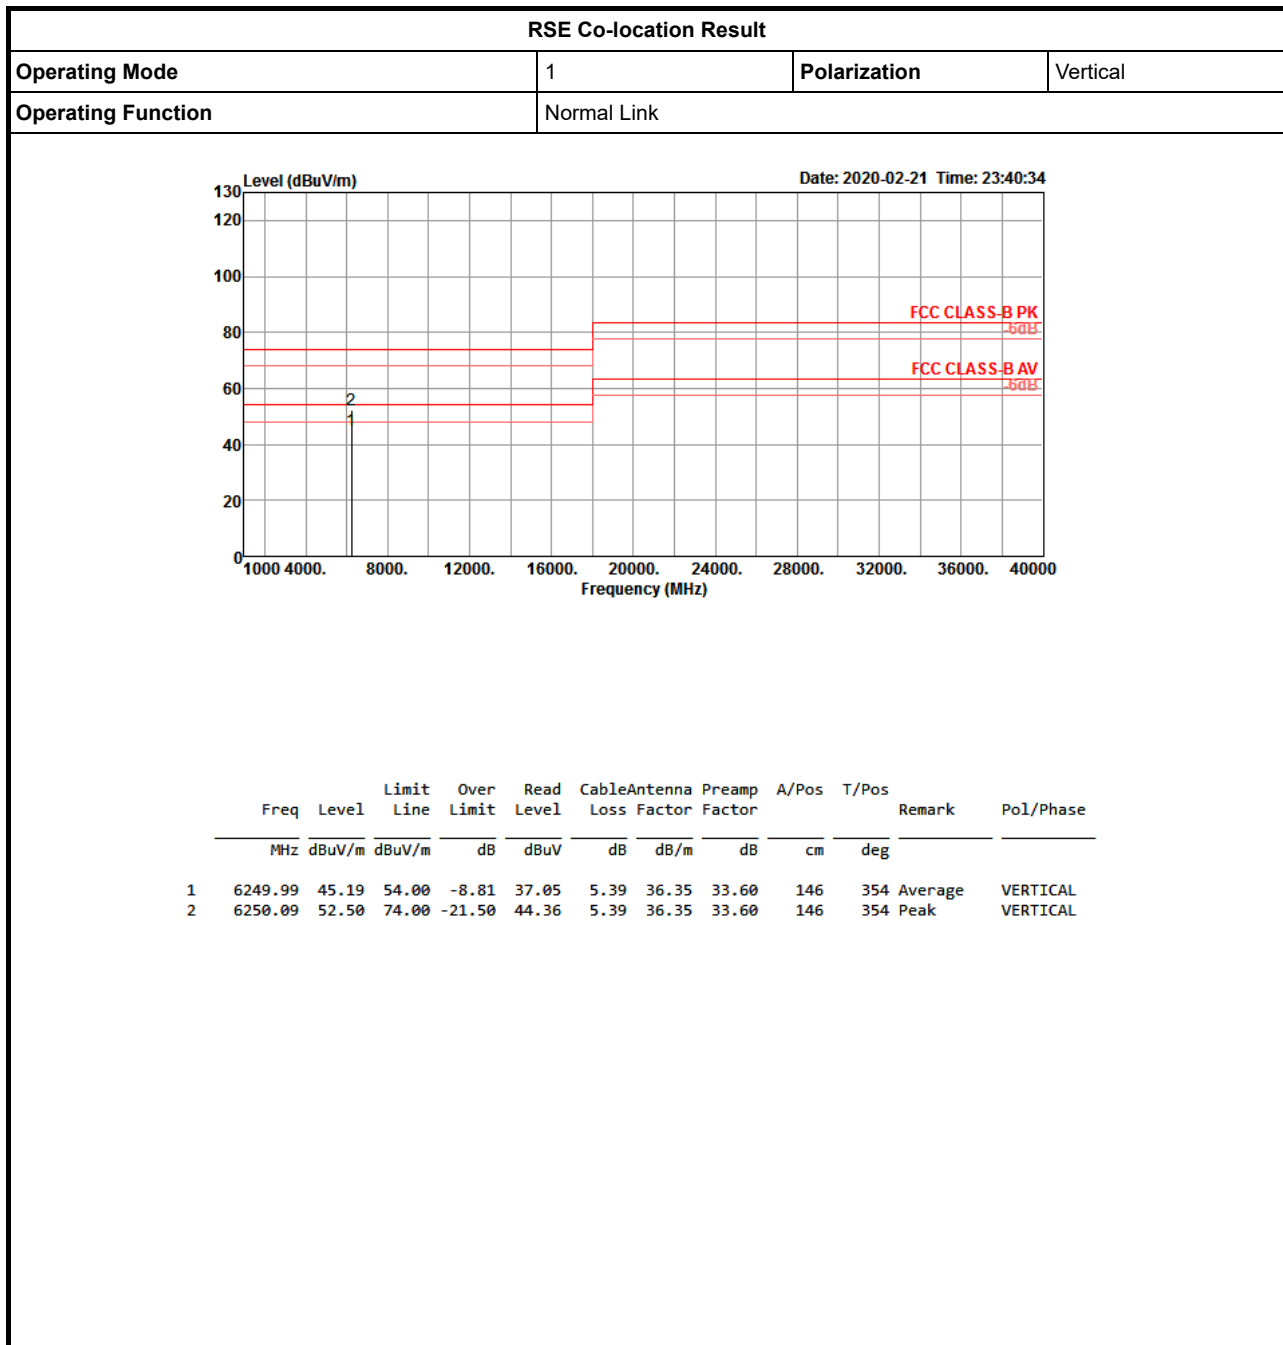 RSE Co-location Result
Operating Mode 1 Polarization Vertical
Operating Function Normal Link
Level (dBuV/m) Date: 2020-02-21 Time: 23:40:34
130
120
100
80
60
40
20
0
FCC CLASS-B PK
-6dB
FCC CLASS-B AV
-6dB
2
1
1000 4000. 8000. 12000. 16000. 20000. 24000. 28000. 32000. 36000. 40000
Frequency (MHz)
Limit Over Read CableAntenna Preamp A/Pos T/Pos
Freq Level Line Limit Level Loss Factor Factor Remark Pol/Phase
MHz dBuV/m dBuV/m dB dBuV dB dB/m dB cm deg
1 6249.99 45.19 54.00 -8.81 37.05 5.39 36.35 33.60 146 354 Average VERTICAL
2 6250.09 52.50 74.00 -21.50 44.36 5.39 36.35 33.60 146 354 Peak VERTICAL